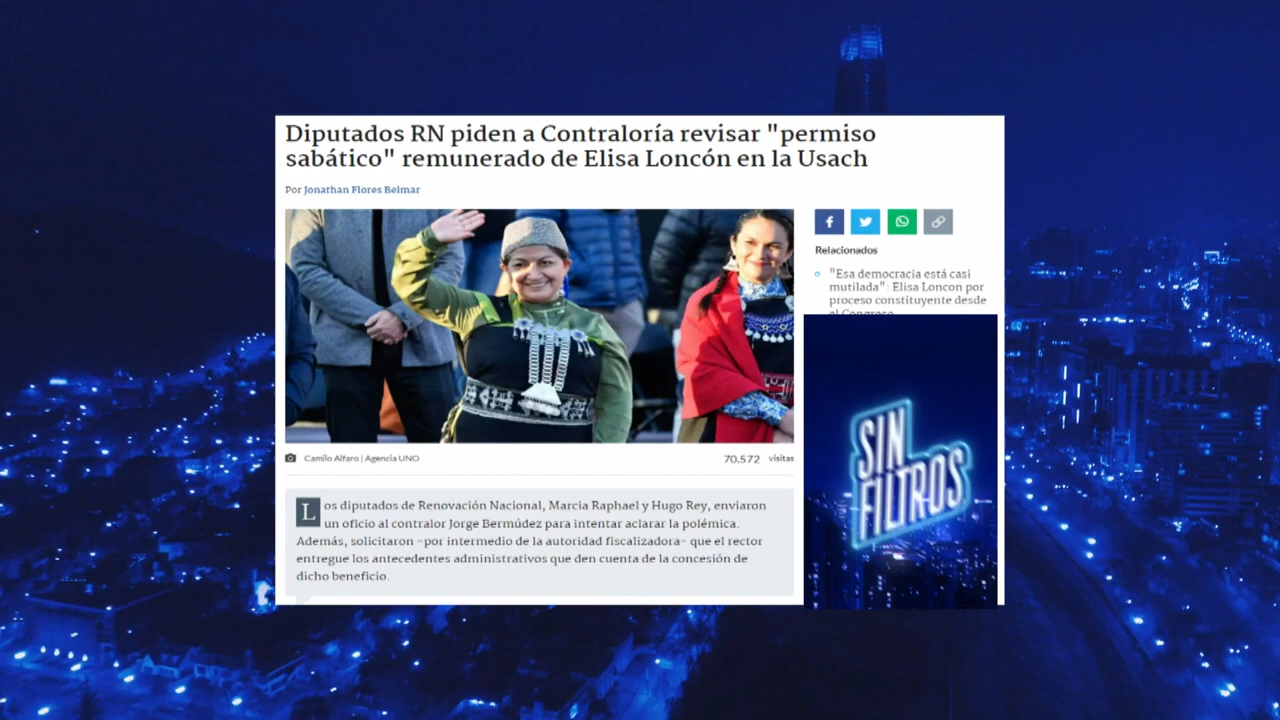 Diputados RN piden a Contraloría revisar "permiso
sabático" remunerado de Elisa Loncón en la Usach
Por Jonathan Flores Belmar
Relacionados
"Esa democracia está casi
mutilada": Elisa Loncon por
proceso constituyente desde
el Congreso
SIN
FILTROS
Camilo Alfaro | Agencia UNO
70.572 visitas
Los diputados de Renovación Nacional, Marcia Raphael y Hugo Rey, enviaron
un oficio al contralor Jorge Bermúdez para intentar aclarar la polémica.
Además, solicitaron -por intermedio de la autoridad fiscalizadora- que el rector
entregue los antecedentes administrativos que den cuenta de la concesión de
dicho beneficio.